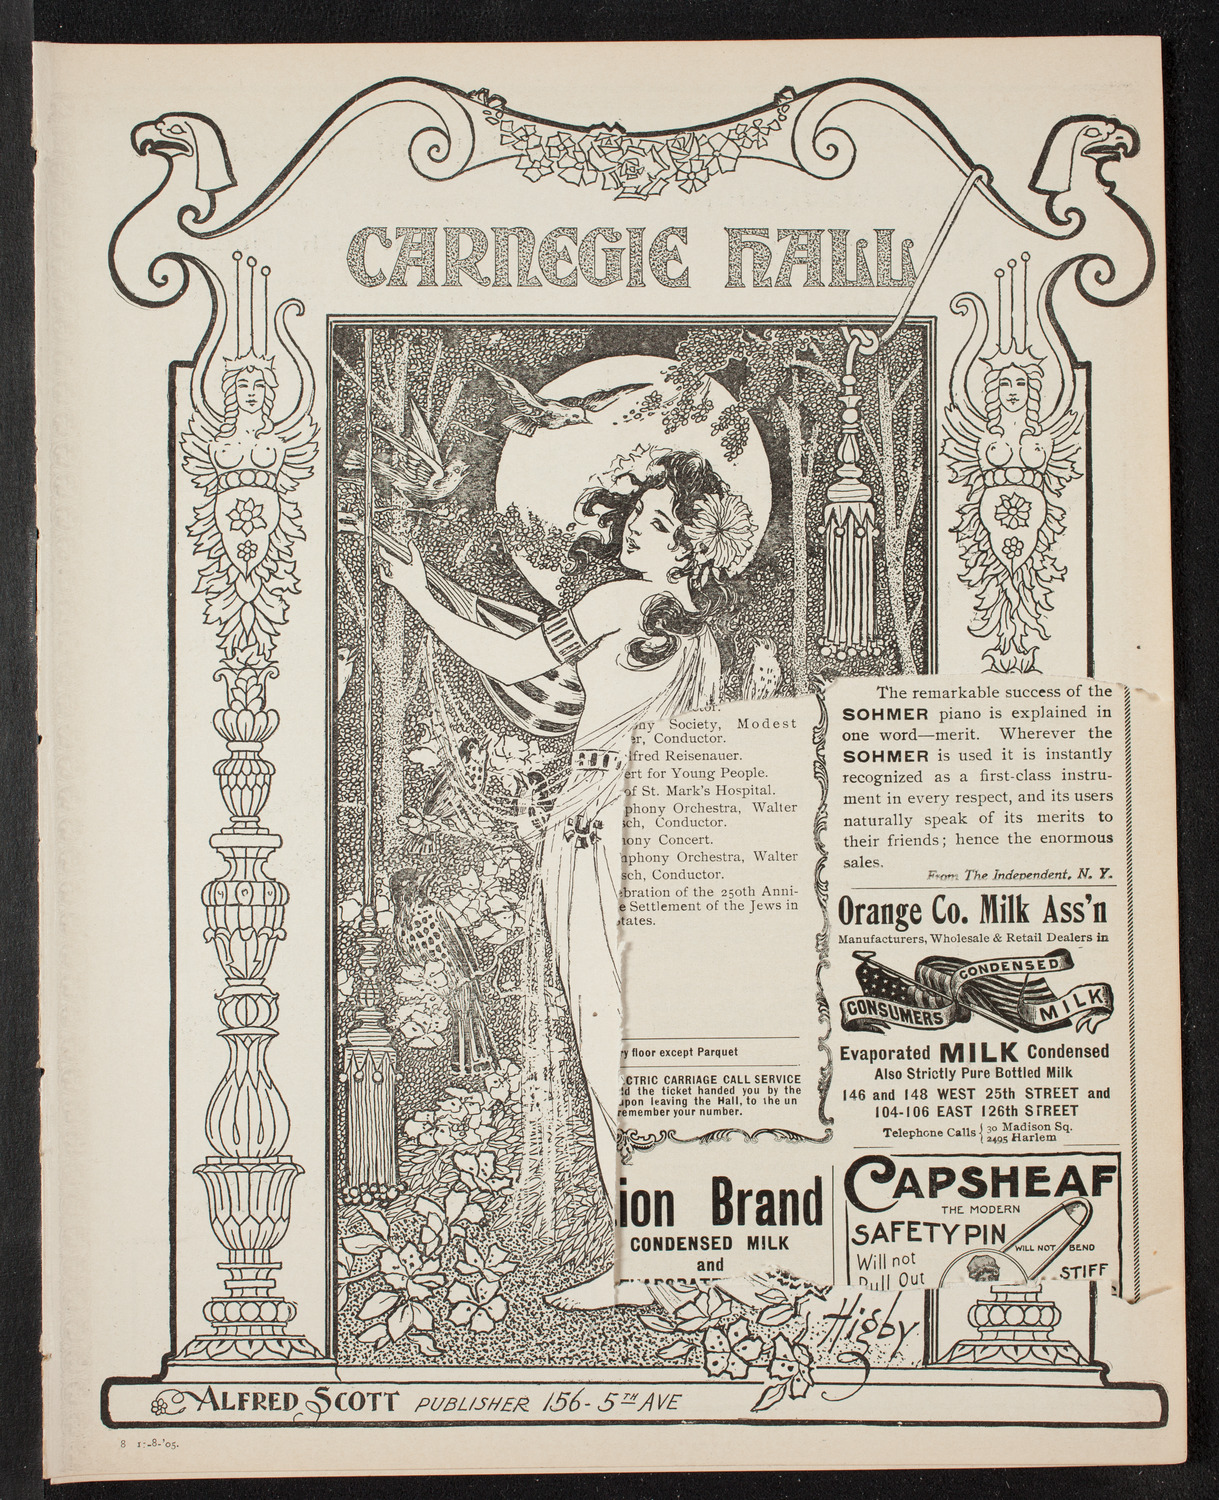 CARNEGIE HALL
ny Society, Modest
er, Conductor.
lfred Reisenauer.
ert for Young People.
of St. Mark's Hospital.
phony Orchestra, Walter
sch, Conductor.
ony Concert.
phony Orchestra, Walter
sch, Conductor.
ebration of the 250th Anni-
e Settlement of the Jews in
tates.
y floor except Parquet
CTRIC CARRIAGE CALL SERVICE
d the ticket handed you by the
upon leaving the Hall, to the un
remember your number.
ion Brand
CONDENSED MILK
and
The remarkable success of the
SOHMER piano is explained in
one word—merit. Wherever the
SOHMER is used it is instantly
recognized as a first-class instru-
ment in every respect, and its users
naturally speak of its merits to
their friends; hence the enormous
sales.
From The Independent, N. Y.
Orange Co. Milk Ass'n
Manufacturers, Wholesale & Retail Dealers in
CONSUMERS CONDENSED MILK
Evaporated MILK Condensed
Also Strictly Pure Bottled Milk
146 and 148 WEST 25th STREET and
104-106 EAST 126th STREET
Telephone Calls { 30 Madison Sq.
2495 Harlem
CAPSHEAF
THE MODERN
SAFETY PIN
WILL NOT BEND
Will not
Pull Out
STIFF
Higby
ALFRED SCOTT PUBLISHER 156-5TH AVE